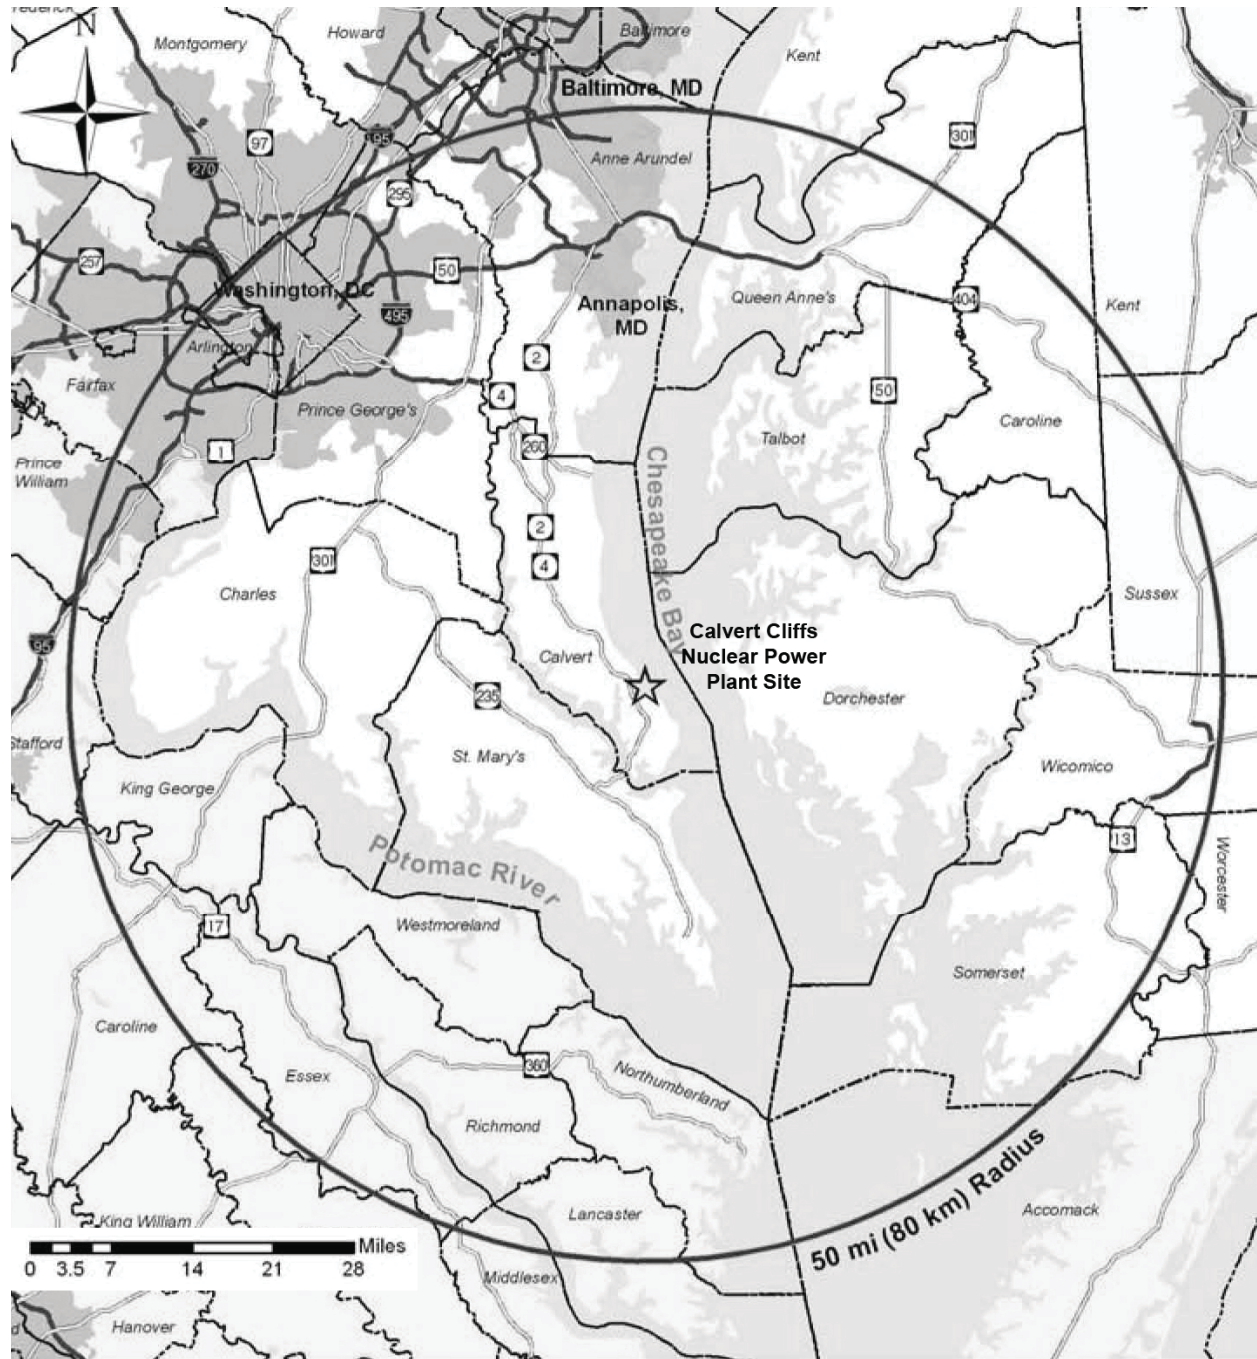 N
Montgomery
Howard
Baltimore
Kent
Baltimore, MD
97
195
301
270
Anne Arundel
295
257
50
Washington, DC
Queen Anne's
404
Annapolis,
MD
Kent
495
Arlington
2
Fairfax
4
50
Prince George's
Caroline
Talbot
260
1
Prince
William
Chesapeake Bay
2
301
4
Charles
Sussex
95
Calvert Cliffs
Nuclear Power
Plant Site
Calvert
235
Dorchester
Stafford
St. Mary's
Wicomico
King George
13
Potomac River
Worcester
17
Westmoreland
Somerset
Caroline
360
Essex
Northumberland
Richmond
50 mi (80 km) Radius
Lancaster
Accomack
King William
Miles
0 3.5 7 14 21 28
Middlesex
Hanover